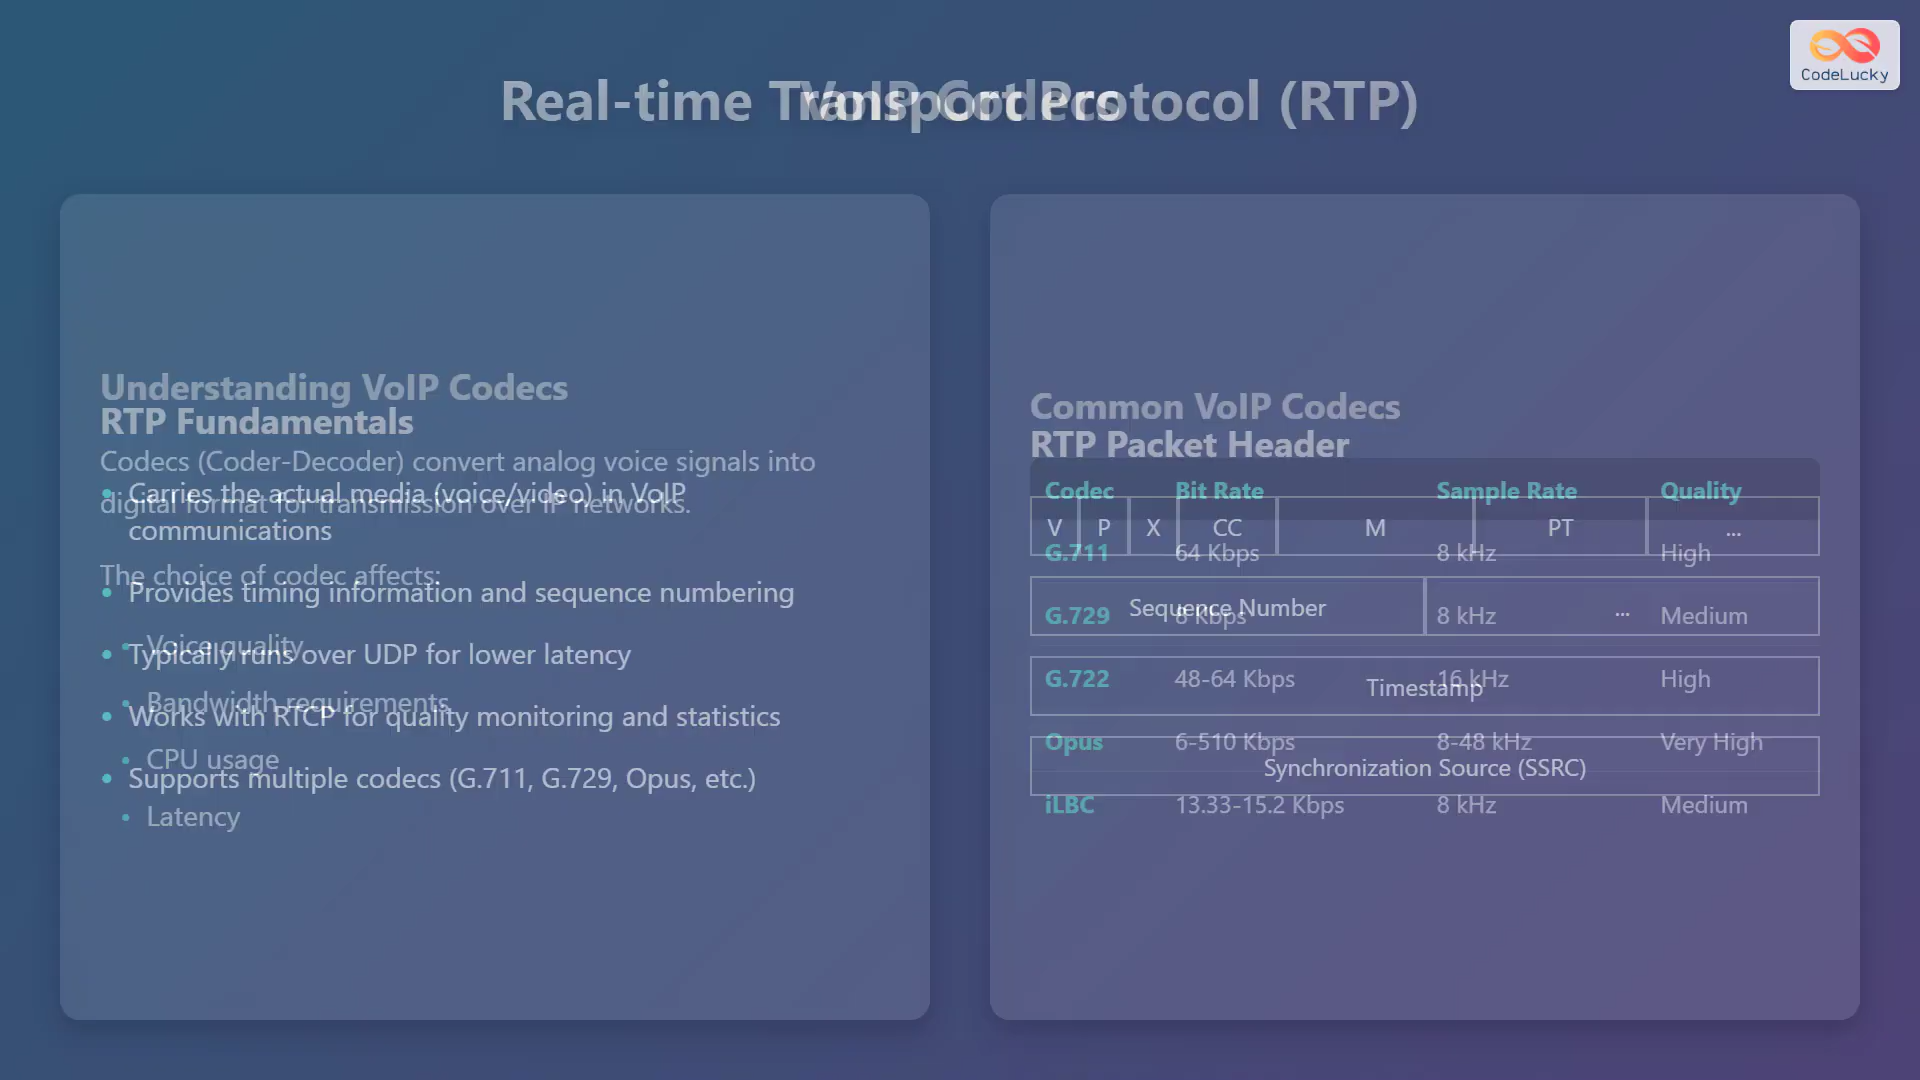 CodeLucky
Real-time Transport Protocol (RTP)
VoIP Codecs
Understanding VoIP Codecs
Codecs (Coder-Decoder) convert analog voice signals into
digital format for transmission over IP networks.
The choice of codec affects:
• Voice quality
• Bandwidth requirements
• CPU usage
• Latency
RTP Fundamentals
• Carries the actual media (voice/video) in VoIP
communications
• Provides timing information and sequence numbering
• Typically runs over UDP for lower latency
• Works with RTCP for quality monitoring and statistics
• Supports multiple codecs (G.711, G.729, Opus, etc.)
Common VoIP Codecs
Codec Bit Rate Sample Rate Quality
G.711 64 Kbps 8 kHz High
G.729 8 Kbps 8 kHz Medium
G.722 48-64 Kbps 16 kHz High
Opus 6-510 Kbps 8-48 kHz Very High
iLBC 13.33-15.2 Kbps 8 kHz Medium
RTP Packet Header
V P X CC M PT ...
Sequence Number ...
Timestamp
Synchronization Source (SSRC)